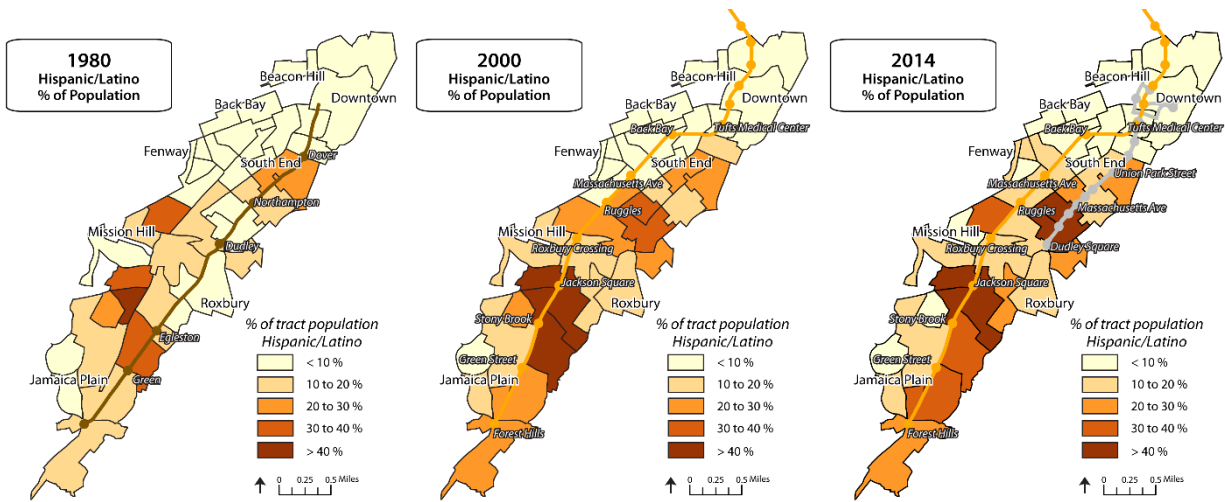 1980
Hispanic/Latino
% of Population
Beacon Hill
Downtown
Back Bay
Fenway
South End
Dover
Northampton
Mission Hill
Dudley
Roxbury
Egleston
Green
Jamaica Plain
% of tract population
Hispanic/Latino
< 10 %
10 to 20 %
20 to 30 %
30 to 40 %
> 40 %
0 0.5 Miles
2000
Hispanic/Latino
% of Population
Beacon Hill
Downtown
Back Bay
Back Bay
Tufts Medical Center
Fenway
South End
Massachusetts Ave
Ruggles
Mission Hill
Roxbury Crossing
Jackson Square
Roxbury
Stony Brook
Green Street
Jamaica Plain
Forest Hills
% of tract population
Hispanic/Latino
< 10 %
10 to 20 %
20 to 30 %
30 to 40 %
> 40 %
0 0.5 Miles
2014
Hispanic/Latino
% of Population
Beacon Hill
Downtown
Back Bay
Back Bay
Tufts Medical Center
Fenway
South End
Union Park Street
Massachusetts Ave
Massachusetts Ave
Ruggles
Mission Hill
Roxbury Crossing
Dudley Square
Jackson Square
Roxbury
Stony Brook
Green Street
Jamaica Plain
Forest Hills
% of tract population
Hispanic/Latino
< 10 %
10 to 20 %
20 to 30 %
30 to 40 %
> 40 %
0 0.5 Miles